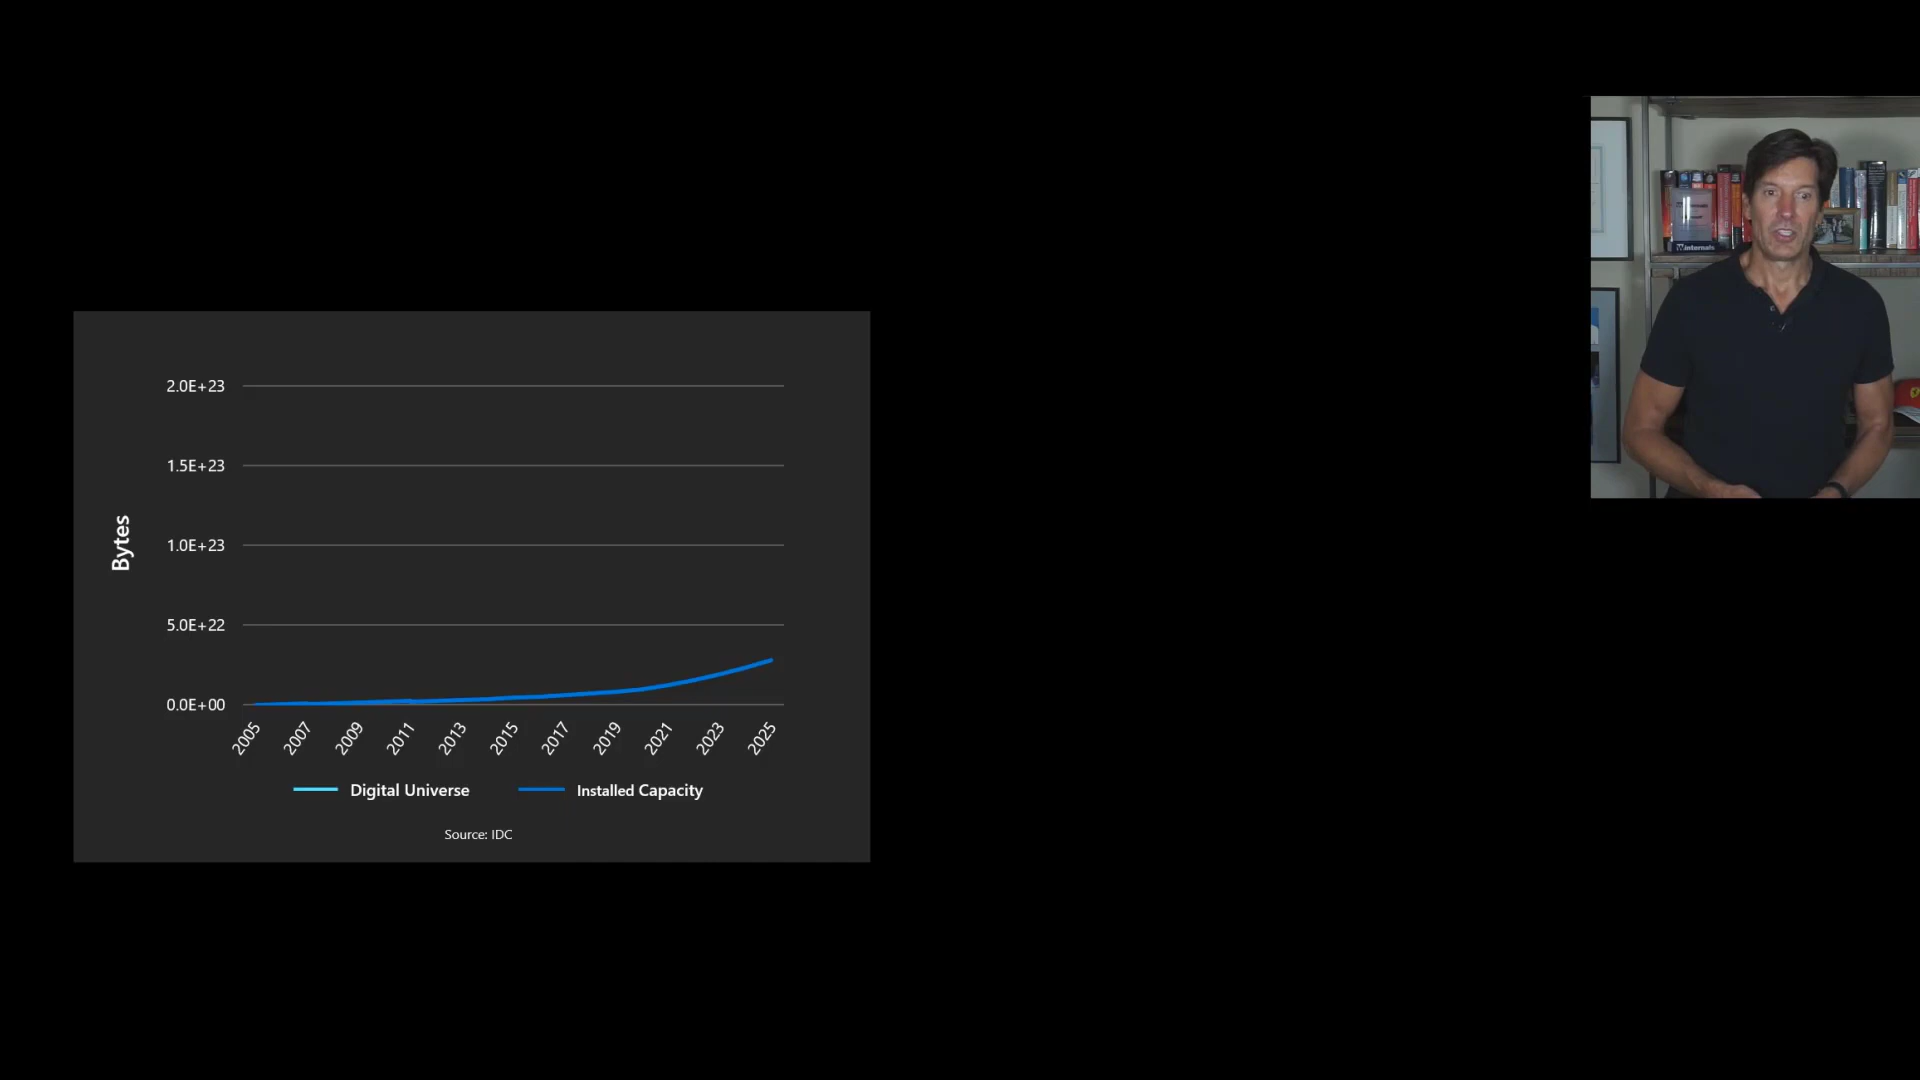 2.0E+23
1.5E+23
1.0E+23
5.0E+22
0.0E+00
Bytes
2005
2007
2009
2011
2013
2015
2017
2019
2021
2023
2025
Digital Universe
Installed Capacity
Source: IDC
Winternals